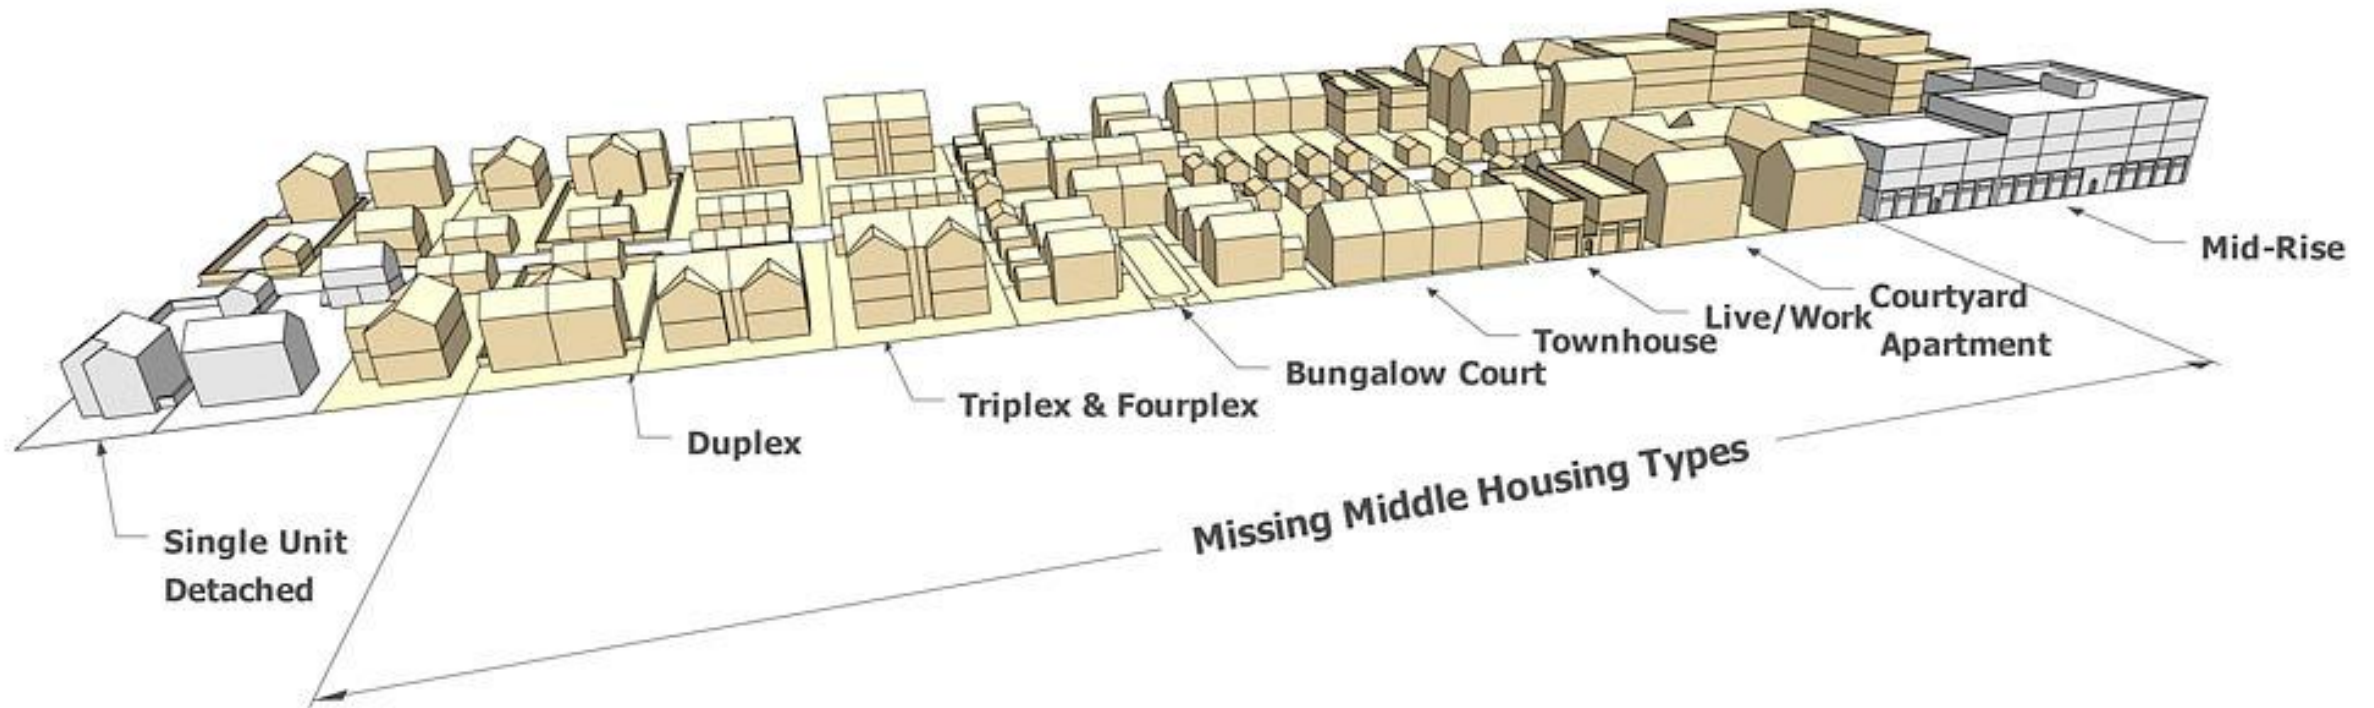 Single Unit
Detached
Duplex
Triplex & Fourplex
Bungalow Court
Townhouse
Live/Work
Courtyard
Apartment
Mid-Rise
Missing Middle Housing Types